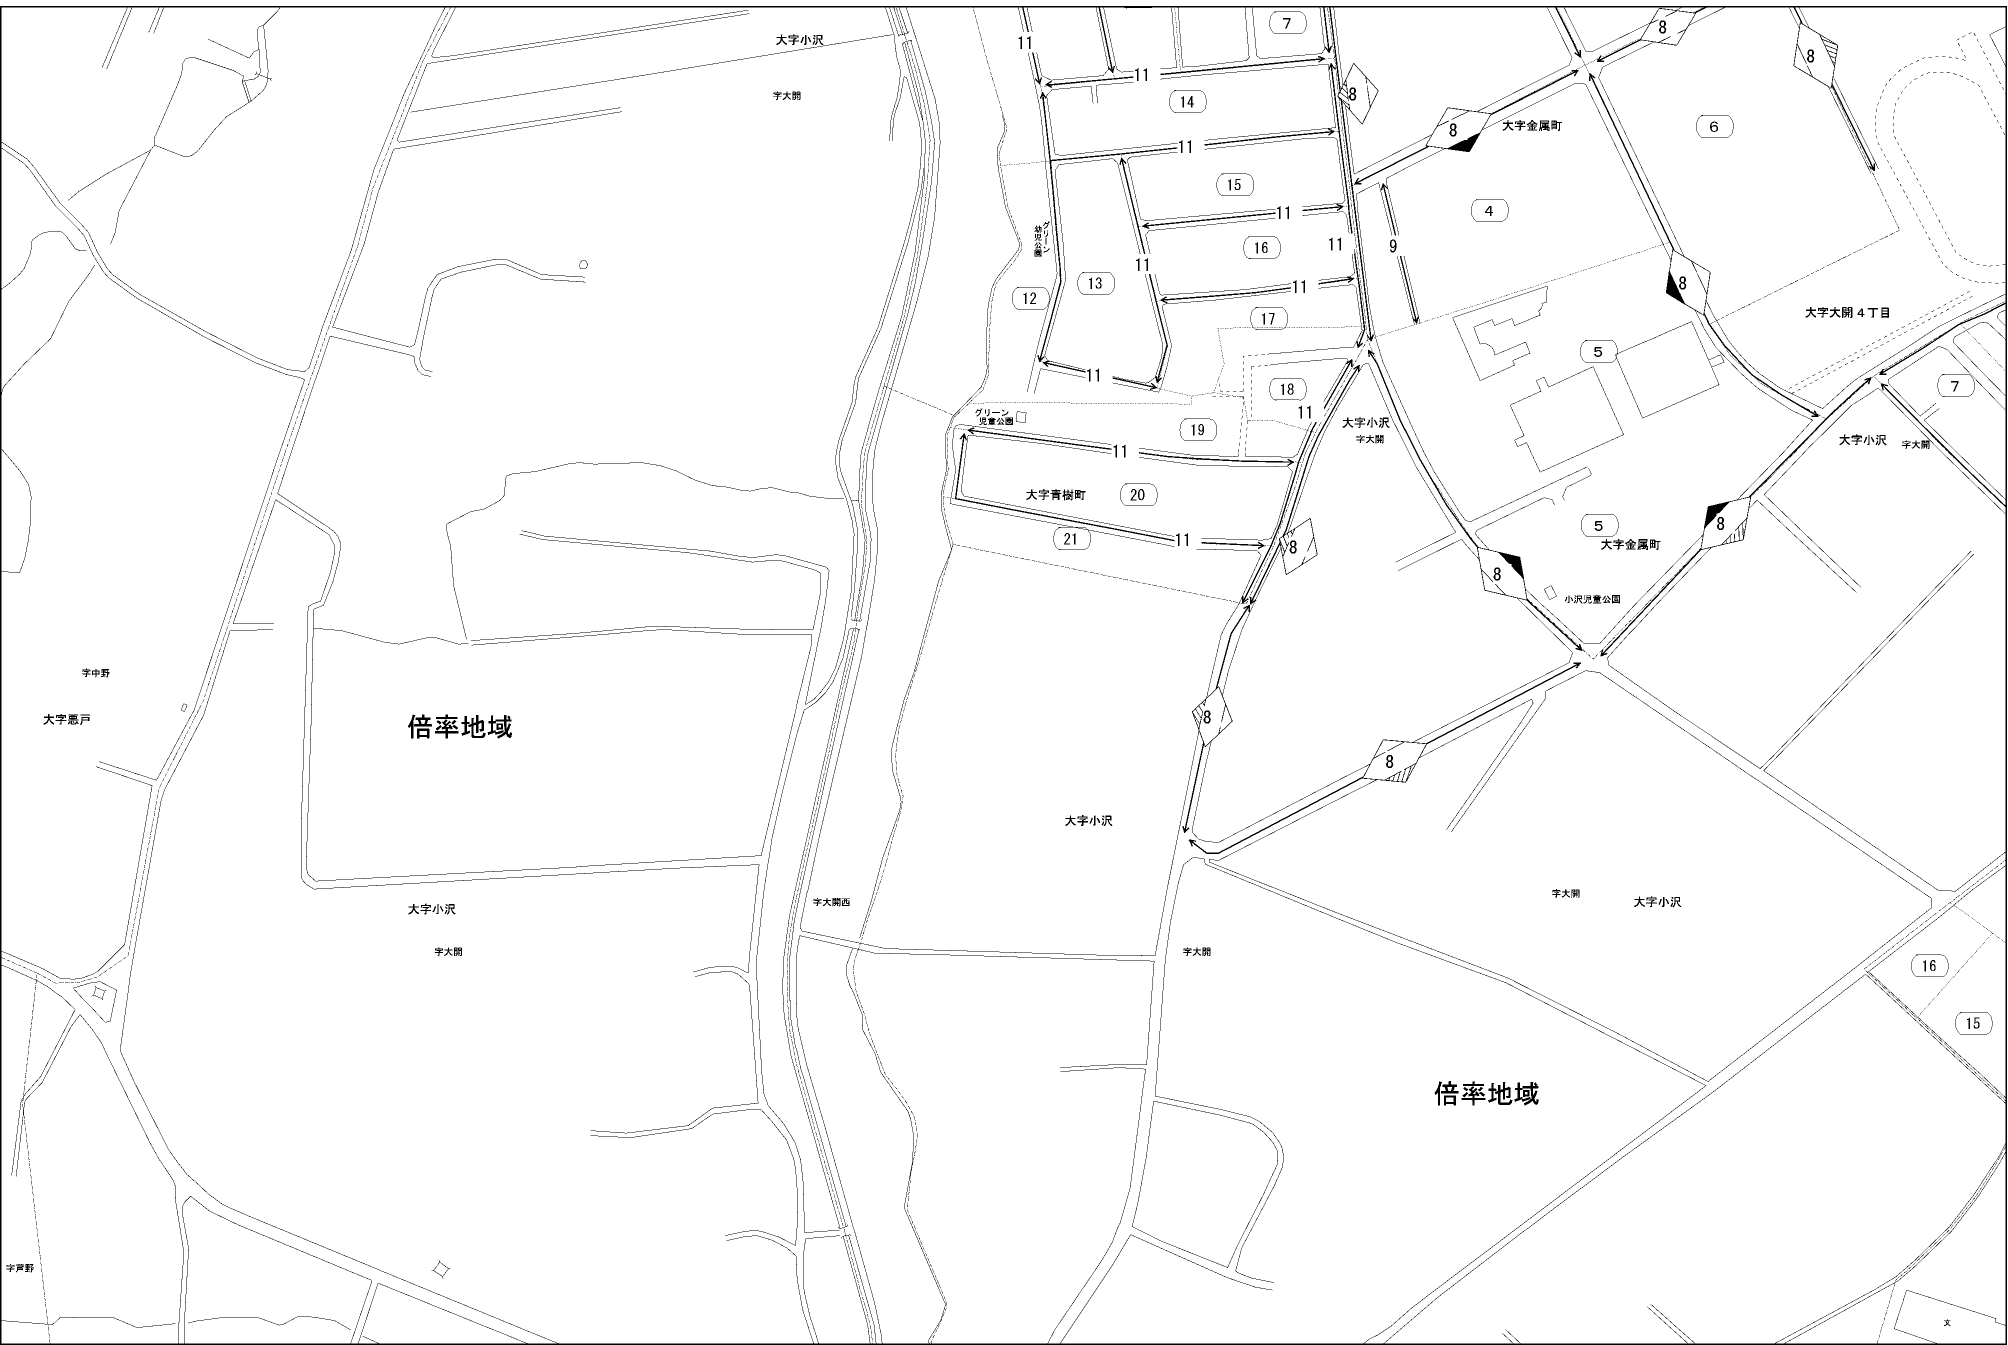 7
8
8
大字小沢
11
11
8
字大開
14
大字金属町
6
8
11
15
11
4
グリーン
幼児公園
16
11
9
11
13
12
11
8
17
大字大開4丁目
5
11
18
7
グリーン
児童公園
11
大字小沢
字大開
19
大字小沢
字大開
11
大字青樹町
20
8
5
大字金属町
21
11
8
8
小沢児童公園
字中野
大字悪戸
倍率地域
8
8
大字小沢
字大開西
大字小沢
字大開
字大開
大字小沢
字大開
16
15
倍率地域
字芦野
文